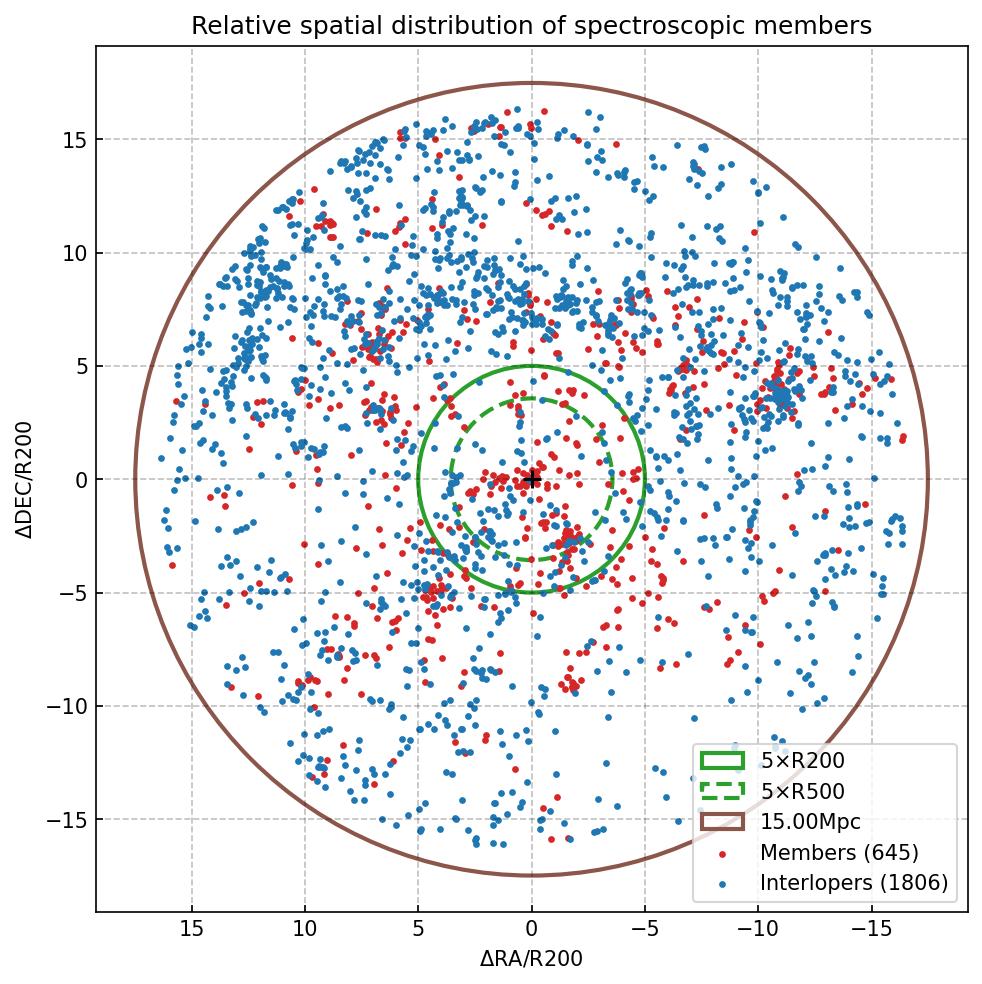 Relative spatial distribution of spectroscopic members
ΔDEC/R200
15
10
5
0
−5
−10
−15
15
10
5
0
−5
−10
−15
ΔRA/R200
5×R200
5×R500
15.00Mpc
Members (645)
Interlopers (1806)